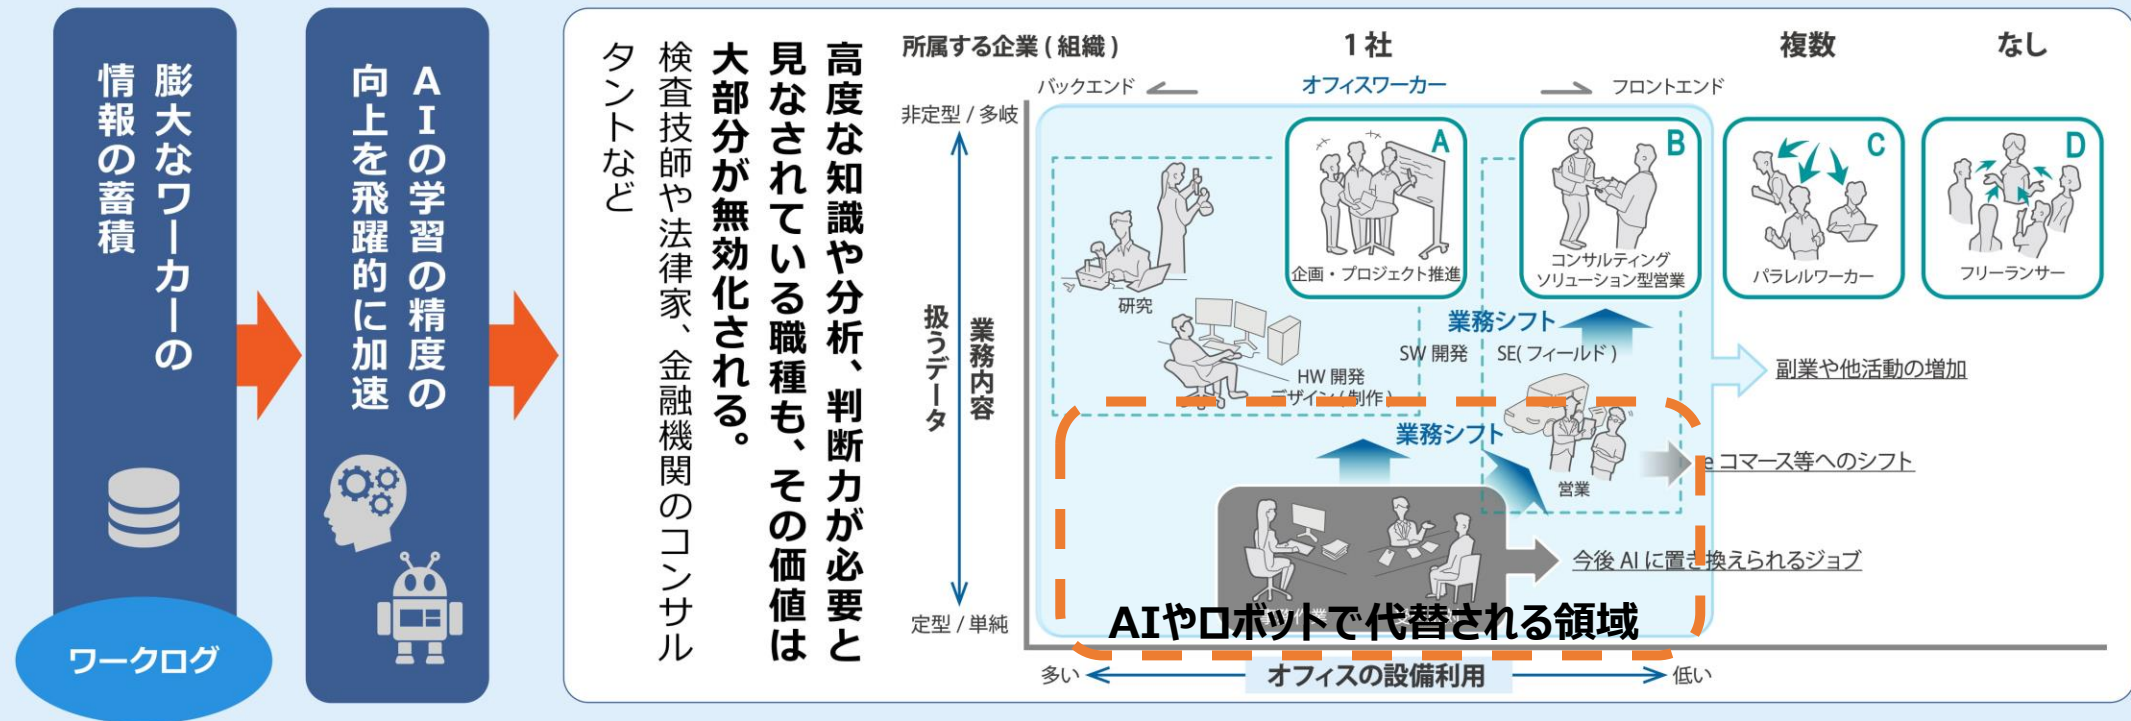 膨大なワーカーの
情報の蓄積
ワークログ
AIの学習の精度の
向上を飛躍的に加速
高度な知識や分析、判断力が必要と
見なされている職種も、その価値は
大部分が無効化される。
検査技師や法律家、金融機関のコンサル
タントなど
所属する企業 ( 組織 )
1 社
複数
なし
バックエンド
オフィスワーカー
フロントエンド
非定型 / 多岐
A
B
C
D
企画・プロジェクト推進
コンサルティング
ソリューション型営業
パラレルワーカー
フリーランサー
研究
業務シフト
SW 開発
SE( フィールド )
HW 開発
デザイン ( 制作 )
扱うデータ
業務内容
副業や他活動の増加
業務シフト
営業
e コマース等へのシフト
今後 AI に置き換えられるジョブ
AIやロボットで代替される領域
定型 / 単純
多い
オフィスの設備利用
低い